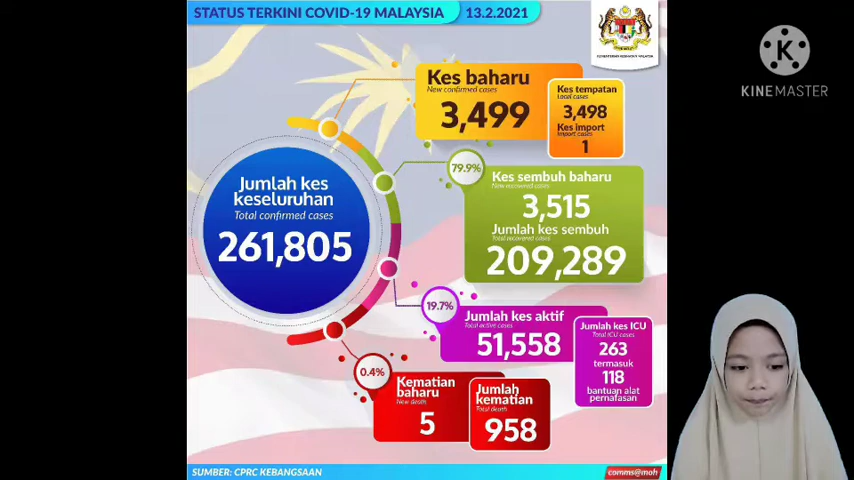 STATUS TERKINI COVID-19 MALAYSIA
13.2.2021
KEMENTERIAN KESIHATAN MALAYSIA
KINEMASTER
Kes baharu
New confirmed cases
3,499
Kes tempatan
Local cases
3,498
Kes import
Import cases
1
Jumlah kes
keseluruhan
Total confirmed cases
261,805
79.9%
Kes sembuh baharu
New recovered cases
3,515
Jumlah kes sembuh
Total recovered cases
209,289
19.7%
Jumlah kes aktif
Total active cases
51,558
Jumlah kes ICU
Total ICU cases
263
termasuk
118
bantuan alat
pernafasan
0.4%
Kematian
baharu
New death
5
Jumlah
kematian
Total death
958
SUMBER: CPRC KEBANGSAAN
comms@moh